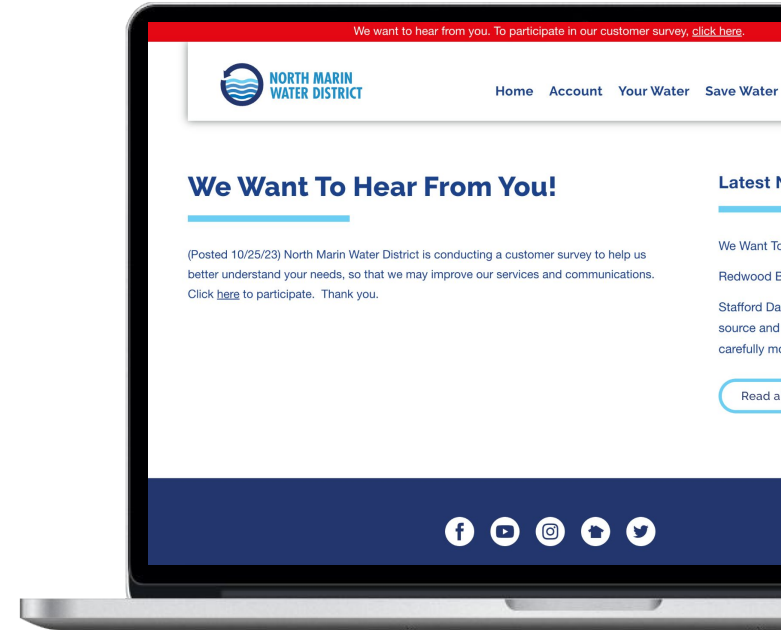 We want to hear from you. To participate in our customer survey, click here.
NORTH MARIN
WATER DISTRICT
Home Account Your Water Save Water
We Want To Hear From You!
(Posted 10/25/23) North Marin Water District is conducting a customer survey to help us
better understand your needs, so that we may improve our services and communications.
Click here to participate. Thank you.
Latest
We Want To
Redwood
Stafford
source and
carefully
Read